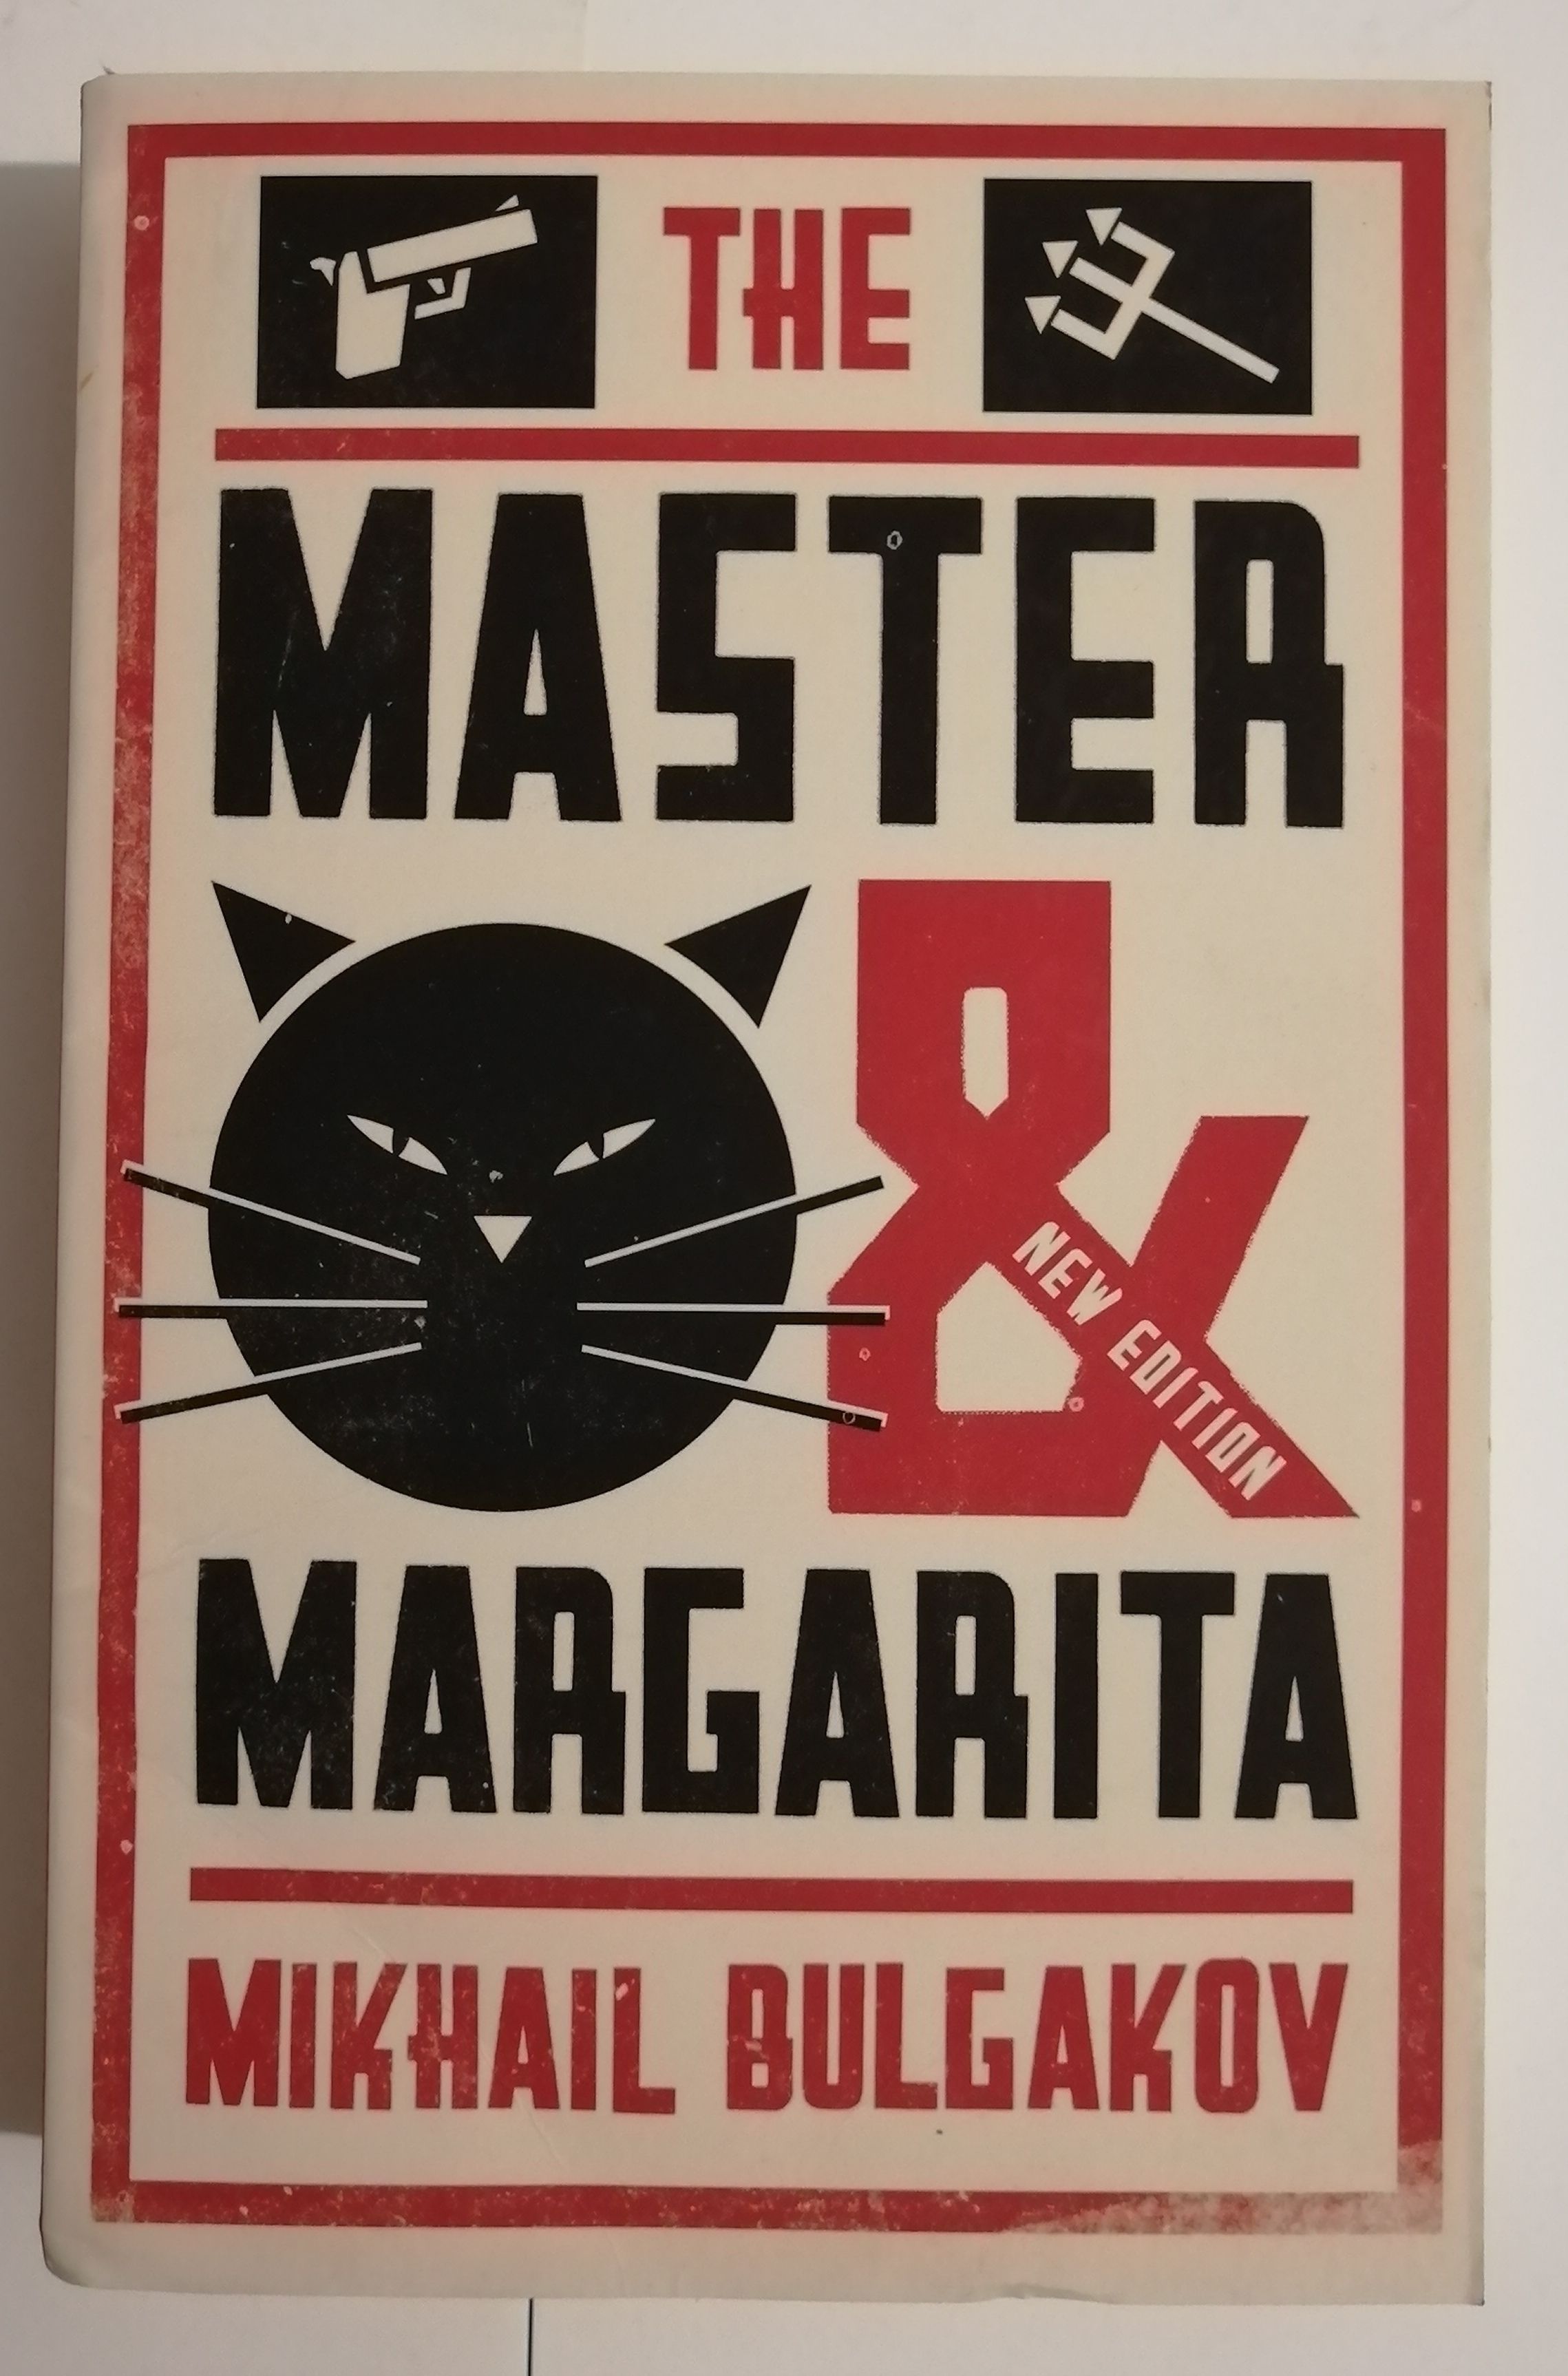 THE
MASTER
&
NEW EDITION
MARGARITA
MIKHAIL BULGAKOV